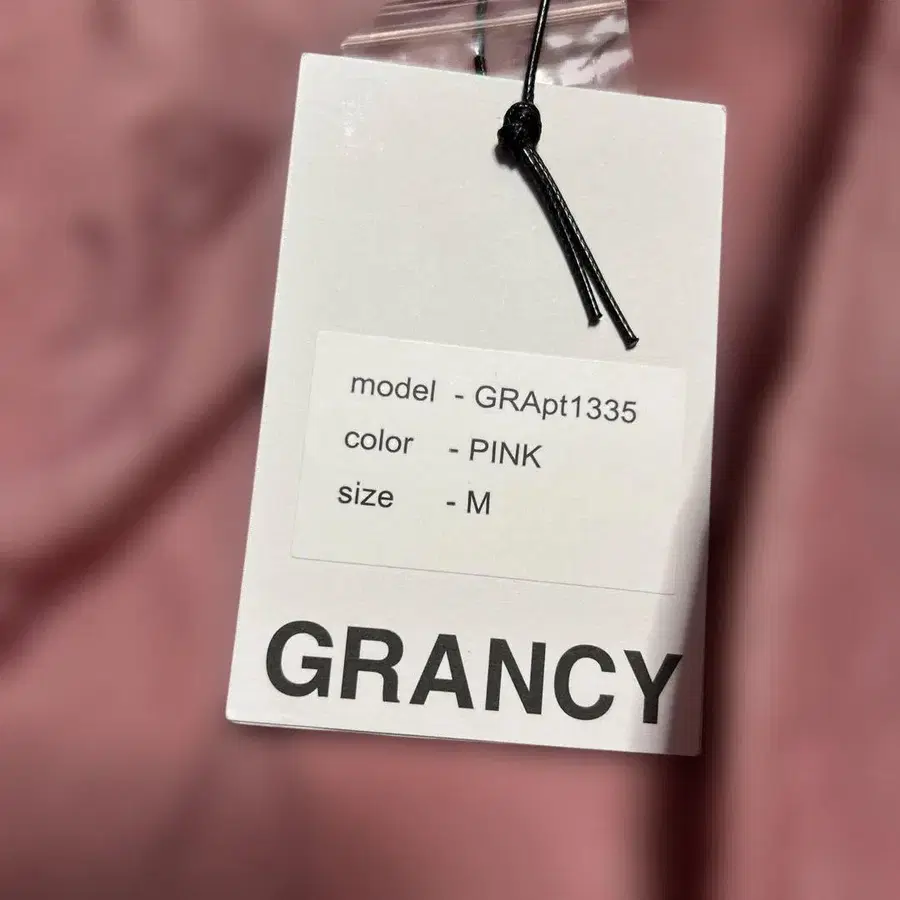 model - GRApt1335
color - PINK
size - M
GRANCY